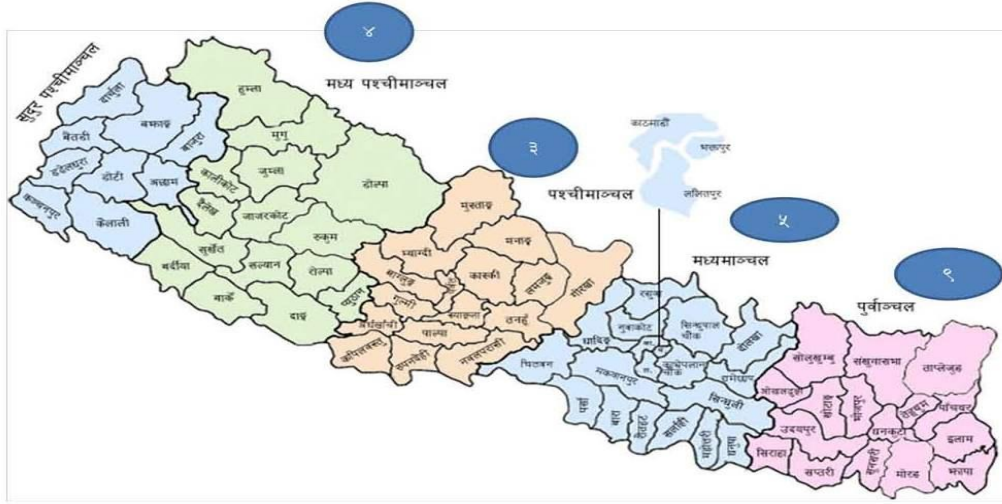 ४
मध्य पश्चीमाञ्चल
सुदुर पश्चीमाञ्चल
३
पश्चीमाञ्चल
काठमाडौं
भक्तपुर
ललितपुर
५
मध्यमाञ्चल
९
पुर्वाञ्चल
दार्चुला
बैतडी
बझाङ
बाजुरा
डडेलधुरा
डोटी
अछाम
कञ्चनपुर
कैलाली
हुम्ला
मुगु
जुम्ला
कालीकोट
डोल्पा
दैलेख
जाजरकोट
रुकुम
सुर्खेत
सल्यान
रोल्पा
बर्दीया
बाकें
दाङ
प्युठान
मुस्ताङ
मनाङ
म्याग्दी
कास्की
लमजुङ
गोरखा
बाग्लुङ
गुल्मी
स्याङ्जा
तनहुँ
अर्घखाँची
पाल्पा
कपिलवस्तु
रुपनदेही
नवलपरासी
रसुवा
नुवाकोट
सिन्धुपाल
चौक
दोलखा
धादिङ
का.
भ.
ल.
काभ्रेपलान
चौक
रामेछाप
चितवन
मकवानपुर
सिन्धुली
पर्सा
बारा
रौतहट
सर्लाही
महोत्तरी
धनुषा
सोलुखुम्बु
संखुवासभा
ताप्लेजुङ
ओखलढुङ्गा
खोटाङ
भोजपुर
तेह्रथुम
पाँचथर
उदयपुर
धनकुटा
इलाम
सिराहा
सप्तरी
सुनसरी
मोरङ
झापा